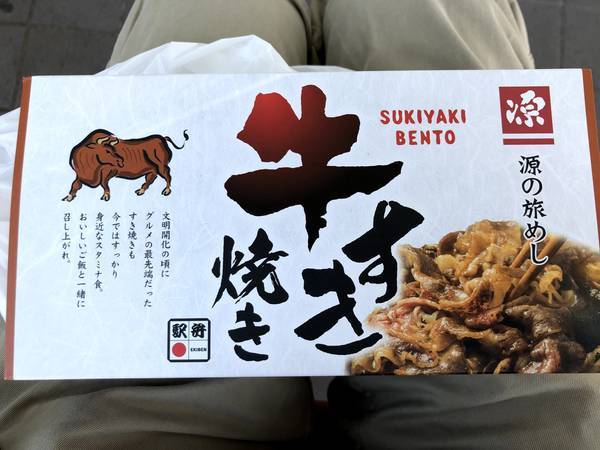 牛すき焼き
SUKIYAKI
BENTO
源
源の旅めし
文明開化の頃に
グルメの最先端だった
すき焼きも
今ではすっかり
身近なスタミナ食。
おいしいご飯と一緒に
召し上がれ。
駅弁
EKIBEN